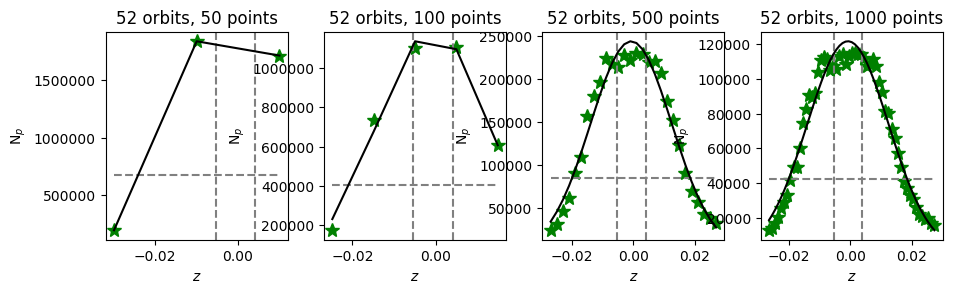 52 orbits, 50 points
N_p
1500000
1000000
500000
−0.02
0.00
z
52 orbits, 100 points
N_p
1000000
800000
600000
400000
200000
−0.02
0.00
z
52 orbits, 500 points
N_p
250000
200000
150000
100000
50000
−0.02
0.00
0.02
z
52 orbits, 1000 points
N_p
120000
100000
80000
60000
40000
20000
−0.02
0.00
0.02
z